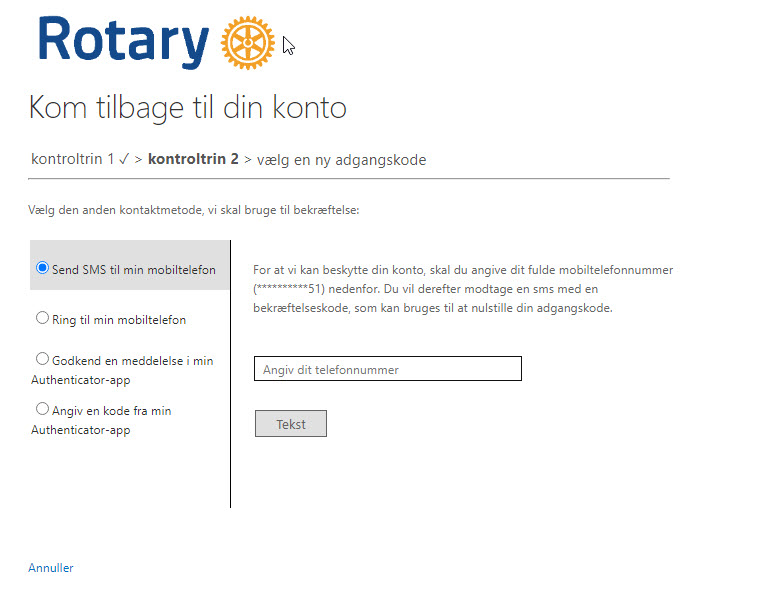 Rotary
Kom tilbage til din konto
kontroltrin 1 ✓ > kontroltrin 2 > vælg en ny adgangskode
Vælg den anden kontaktmetode, vi skal bruge til bekræftelse:
Send SMS til min mobiltelefon
Ring til min mobiltelefon
Godkend en meddelelse i min
Authenticator-app
Angiv en kode fra min
Authenticator-app
For at vi kan beskytte din konto, skal du angive dit fulde mobiltelefonnummer
(**********51) nedenfor. Du vil derefter modtage en sms med en
bekræftelseskode, som kan bruges til at nulstille din adgangskode.
Angiv dit telefonnummer
Tekst
Annuller